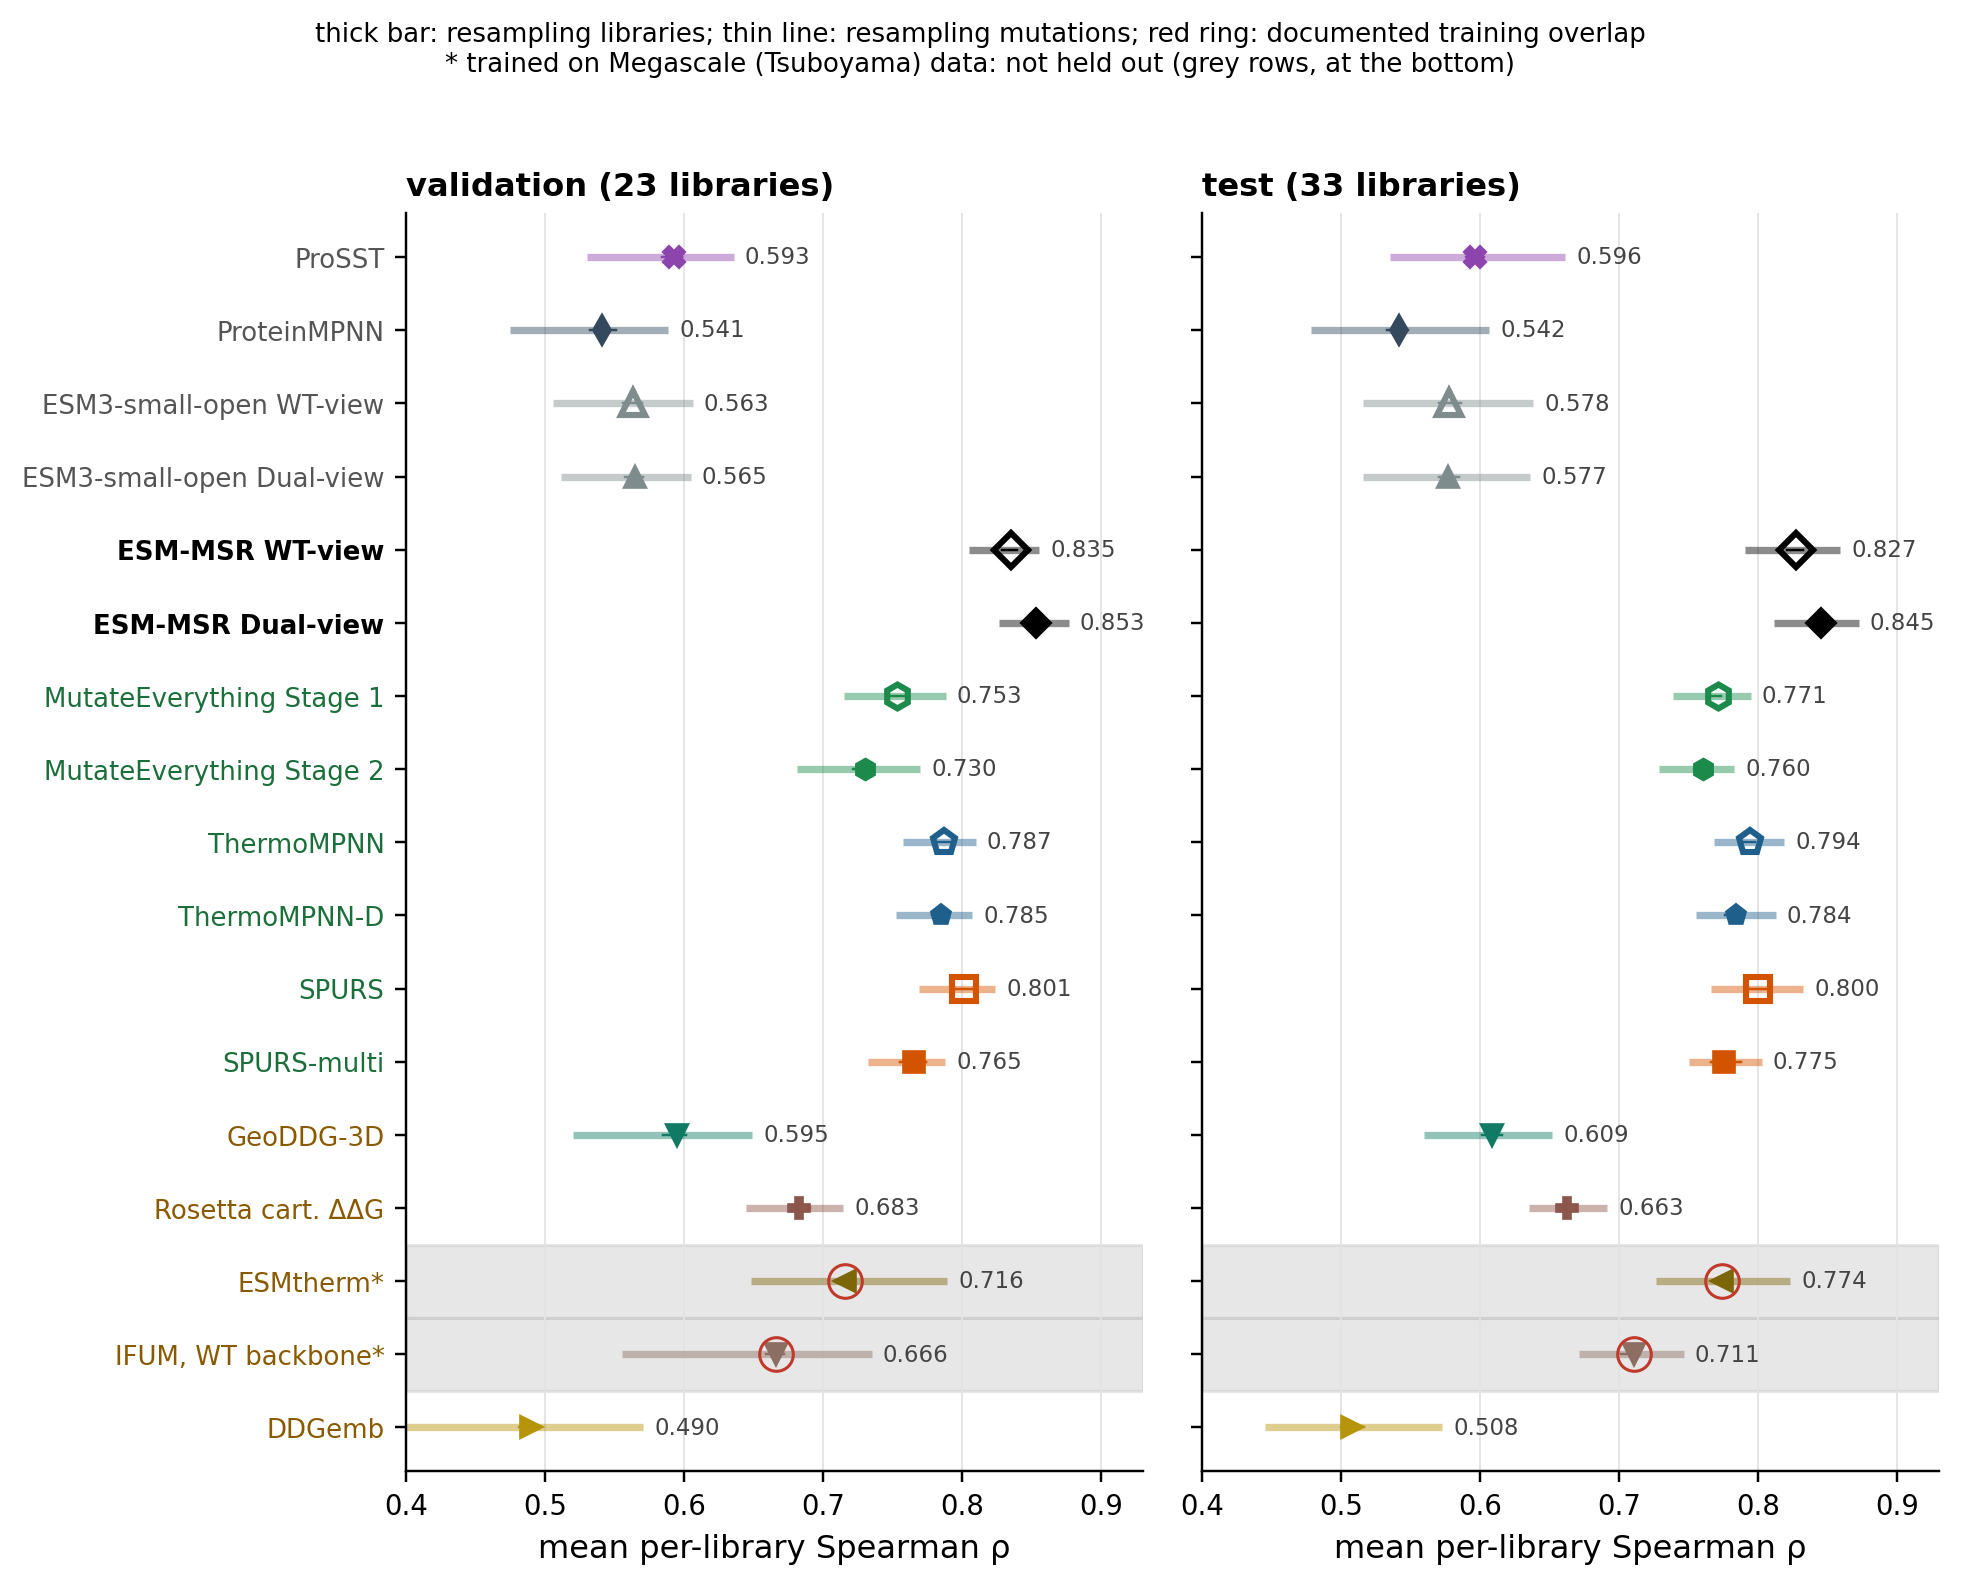 thick bar: resampling libraries; thin line: resampling mutations; red ring: documented training overlap
* trained on Megascale (Tsuboyama) data: not held out (grey rows, at the bottom)
validation (23 libraries)
test (33 libraries)
ProSST 0.593 0.596
ProteinMPNN 0.541 0.542
ESM3-small-open WT-view 0.563 0.578
ESM3-small-open Dual-view 0.565 0.577
ESM-MSR WT-view 0.835 0.827
ESM-MSR Dual-view 0.853 0.845
MutateEverything Stage 1 0.753 0.771
MutateEverything Stage 2 0.730 0.760
ThermoMPNN 0.787 0.794
ThermoMPNN-D 0.785 0.784
SPURS 0.801 0.800
SPURS-multi 0.765 0.775
GeoDDG-3D 0.595 0.609
Rosetta cart. ΔΔG 0.683 0.663
ESMtherm* 0.716 0.774
IFUM, WT backbone* 0.666 0.711
DDGemb 0.490 0.508
0.4 0.5 0.6 0.7 0.8 0.9
0.4 0.5 0.6 0.7 0.8 0.9
mean per-library Spearman ρ
mean per-library Spearman ρ